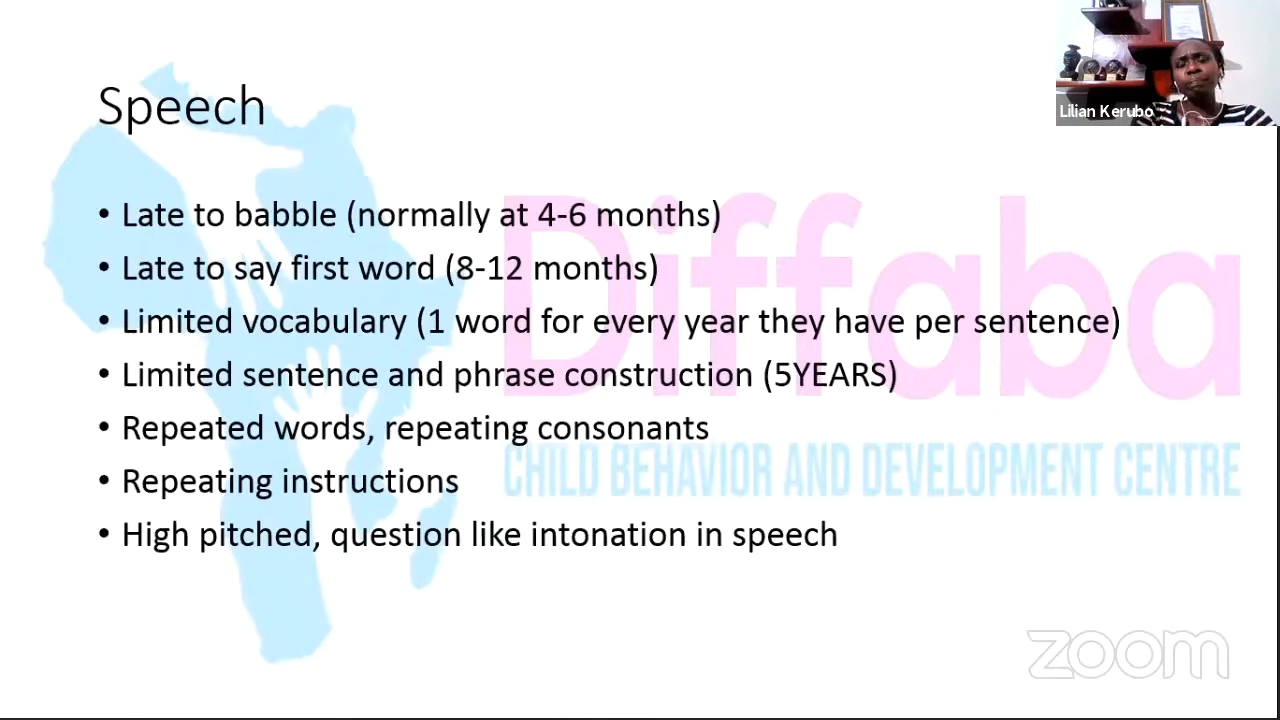 Speech
Lilian Kerubo
• Late to babble (normally at 4-6 months)
• Late to say first word (8-12 months)
• Limited vocabulary (1 word for every year they have per sentence)
• Limited sentence and phrase construction (5YEARS)
• Repeated words, repeating consonants
• Repeating instructions
• High pitched, question like intonation in speech
Diffaba
CHILD BEHAVIOR AND DEVELOPMENT CENTRE
zoom